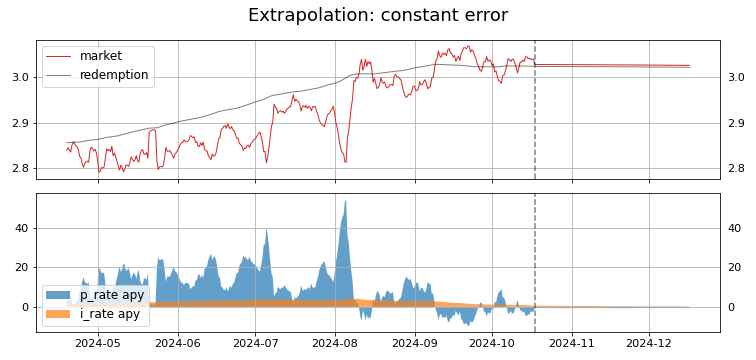 Extrapolation: constant error
market
redemption
3.0
2.9
2.8
3.0
2.9
2.8
40
20
0
40
20
0
p_rate apy
i_rate apy
2024-05 2024-06 2024-07 2024-08 2024-09 2024-10 2024-11 2024-12